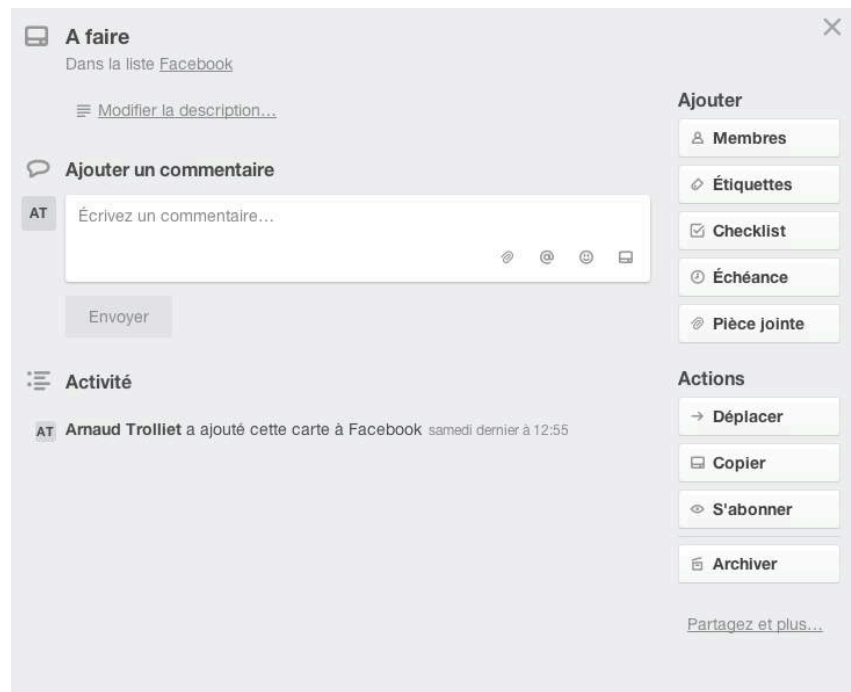 A faire
Dans la liste Facebook
Modifier la description...
Ajouter un commentaire
AT
Écrivez un commentaire...
@
Envoyer
Activité
AT Arnaud Trolliet a ajouté cette carte à Facebook samedi dernier à 12:55
Ajouter
Membres
Étiquettes
Checklist
Échéance
Pièce jointe
Actions
Déplacer
Copier
S'abonner
Archiver
Partagez et plus...